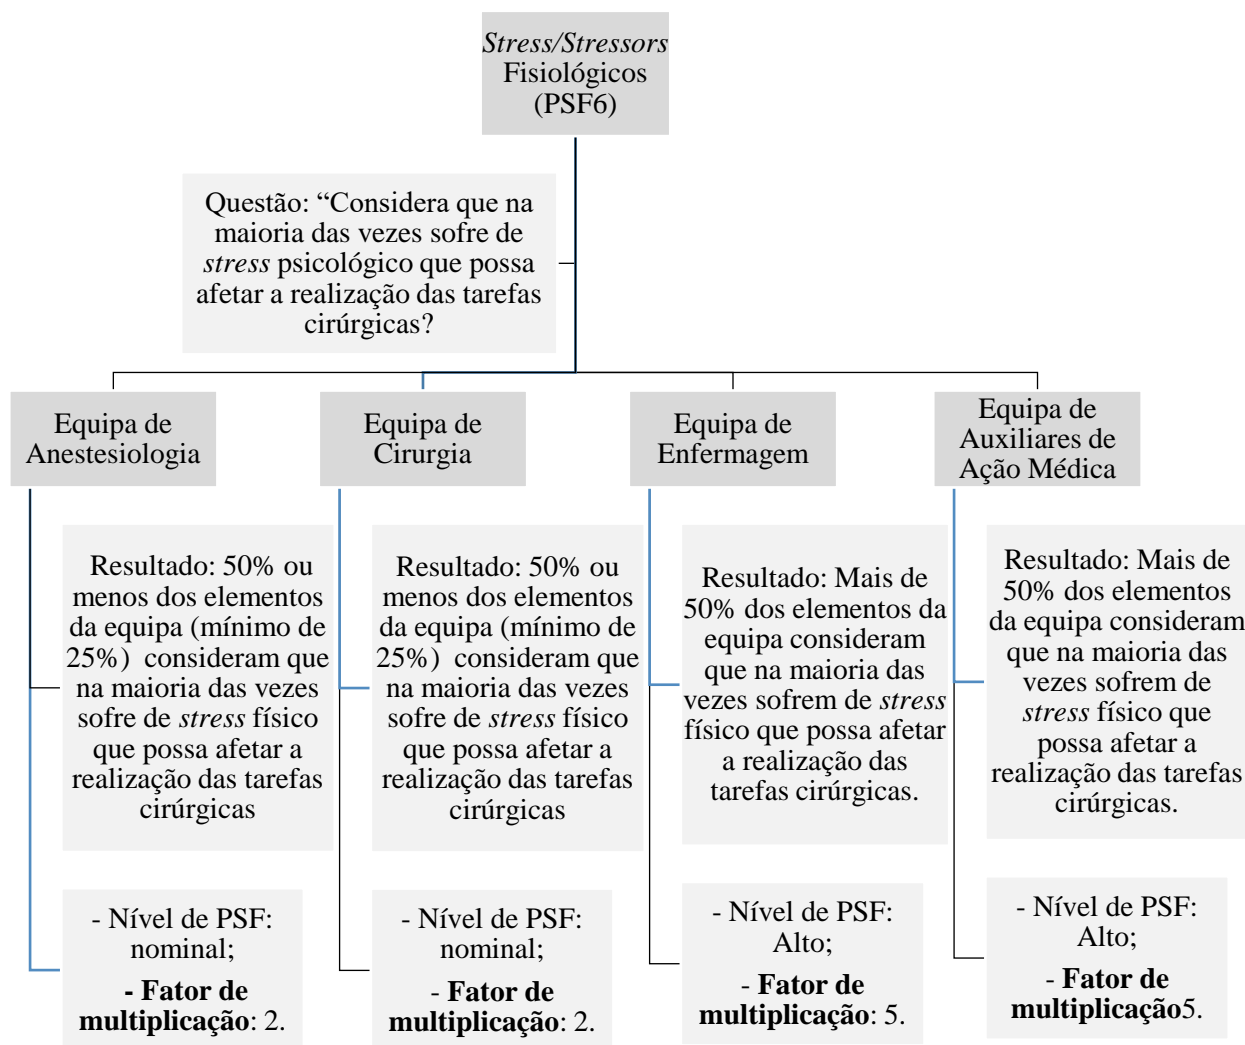 Stress/Stressors
Fisiológicos
(PSF6)
Questão: “Considera que na
maioria das vezes sofre de
stress psicológico que possa
afetar a realização das tarefas
cirúrgicas?
Equipa de
Anestesiologia
Equipa de
Cirurgia
Equipa de
Enfermagem
Equipa de
Auxiliares de
Ação Médica
Resultado: 50% ou
menos dos elementos
da equipa (mínimo de
25%) consideram que
na maioria das vezes
sofre de stress físico
que possa afetar a
realização das tarefas
cirúrgicas
Resultado: 50% ou
menos dos elementos
da equipa (mínimo de
25%) consideram que
na maioria das vezes
sofre de stress físico
que possa afetar a
realização das tarefas
cirúrgicas
Resultado: Mais de
50% dos elementos da
equipa consideram
que na maioria das
vezes sofrem de stress
físico que possa afetar
a realização das
tarefas cirúrgicas.
Resultado: Mais de
50% dos elementos
da equipa consideram
que na maioria das
vezes sofrem de
stress físico que
possa afetar a
realização das tarefas
cirúrgicas.
- Nível de PSF:
nominal;
- Fator de
multiplicação: 2.
- Nível de PSF:
nominal;
- Fator de
multiplicação: 2.
- Nível de PSF:
Alto;
- Fator de
multiplicação: 5.
- Nível de PSF:
Alto;
- Fator de
multiplicação5.